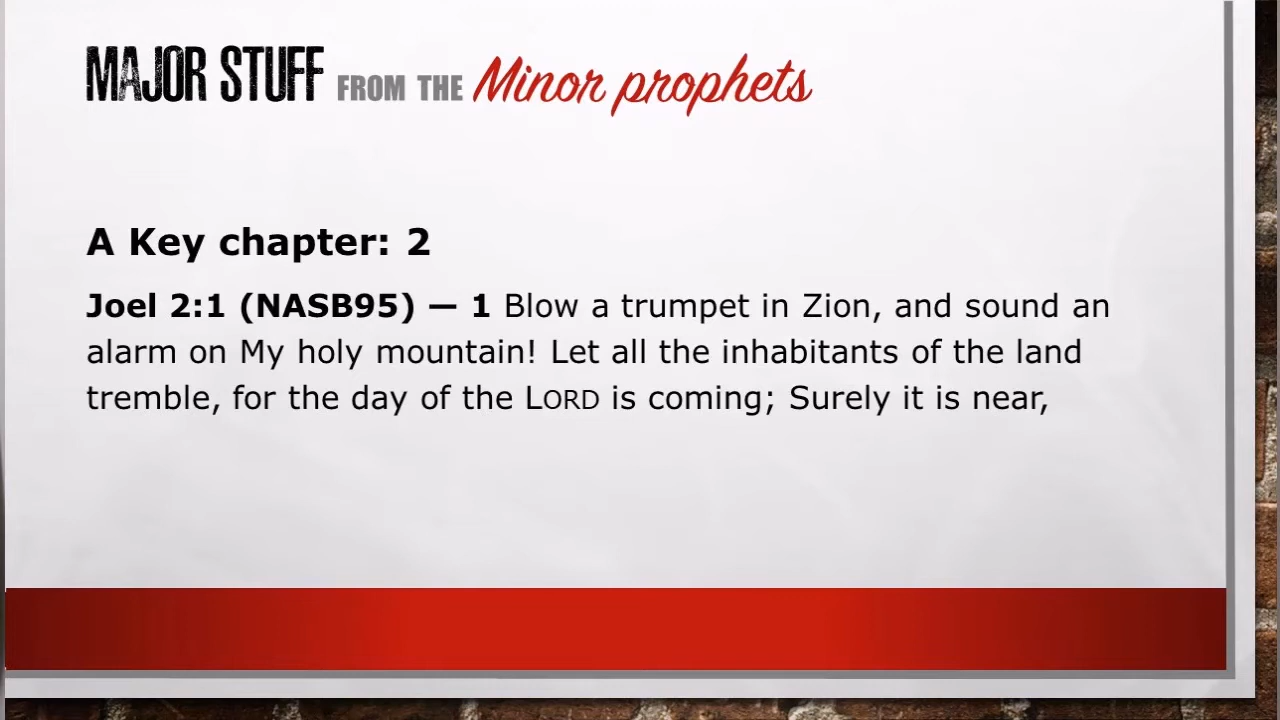 MAJOR STUFF FROM THE Minor prophets
A Key chapter: 2
Joel 2:1 (NASB95) — 1 Blow a trumpet in Zion, and sound an
alarm on My holy mountain! Let all the inhabitants of the land
tremble, for the day of the LORD is coming; Surely it is near,